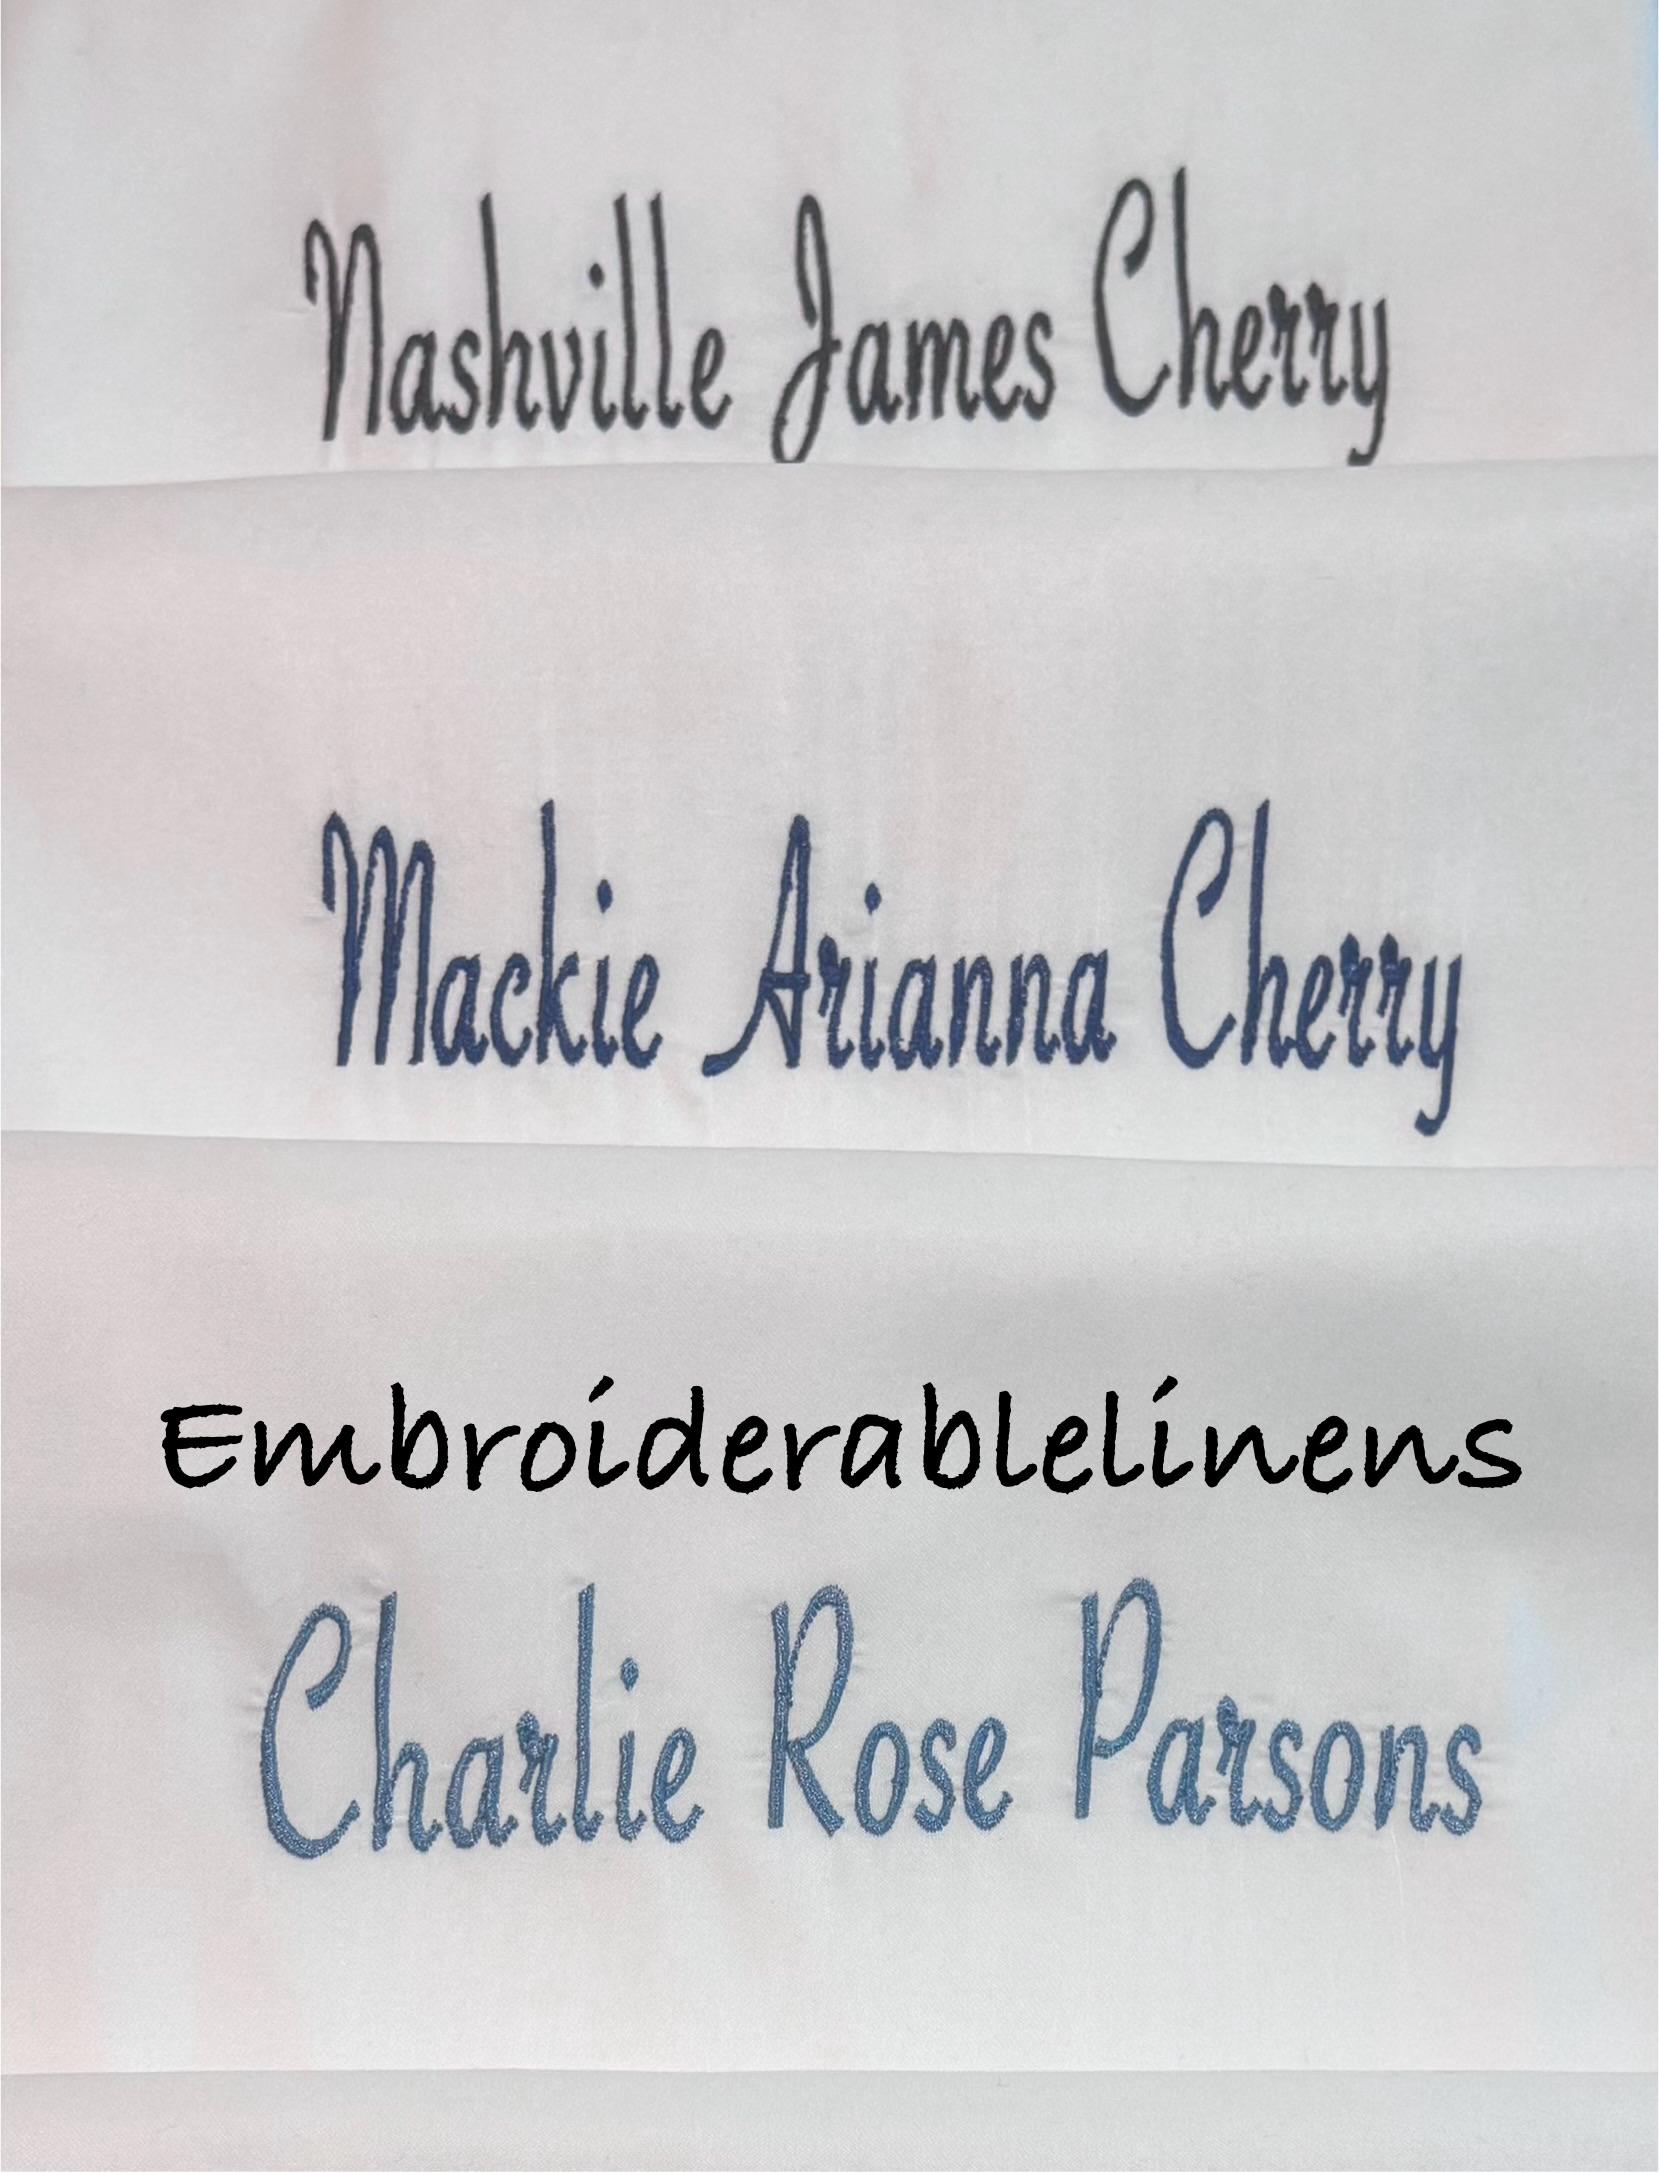 Nashville James Cherry
Mackie Arianna Cherry
Embroiderablelinens
Charlie Rose Parsons